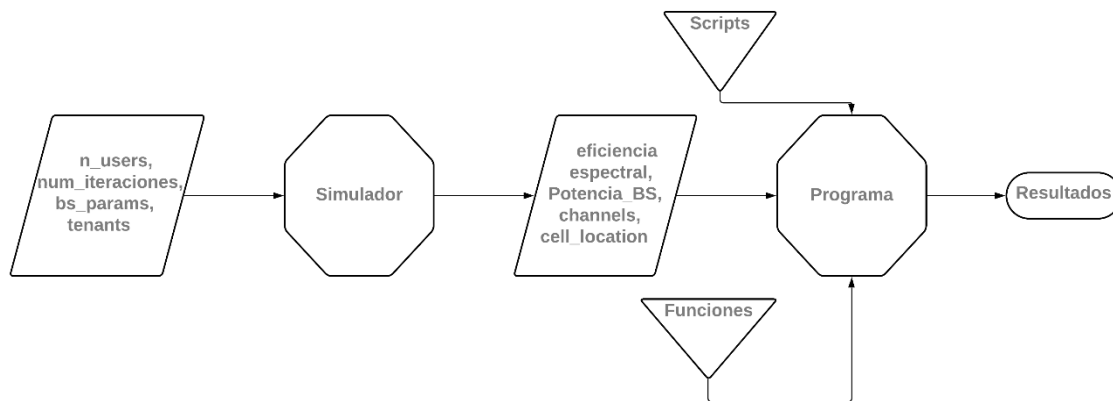 Scripts
n_users,
num_iteraciones,
bs_params,
tenants
Simulador
eficiencia
espectral,
Potencia_BS,
channels,
cell_location
Programa
Resultados
Funciones